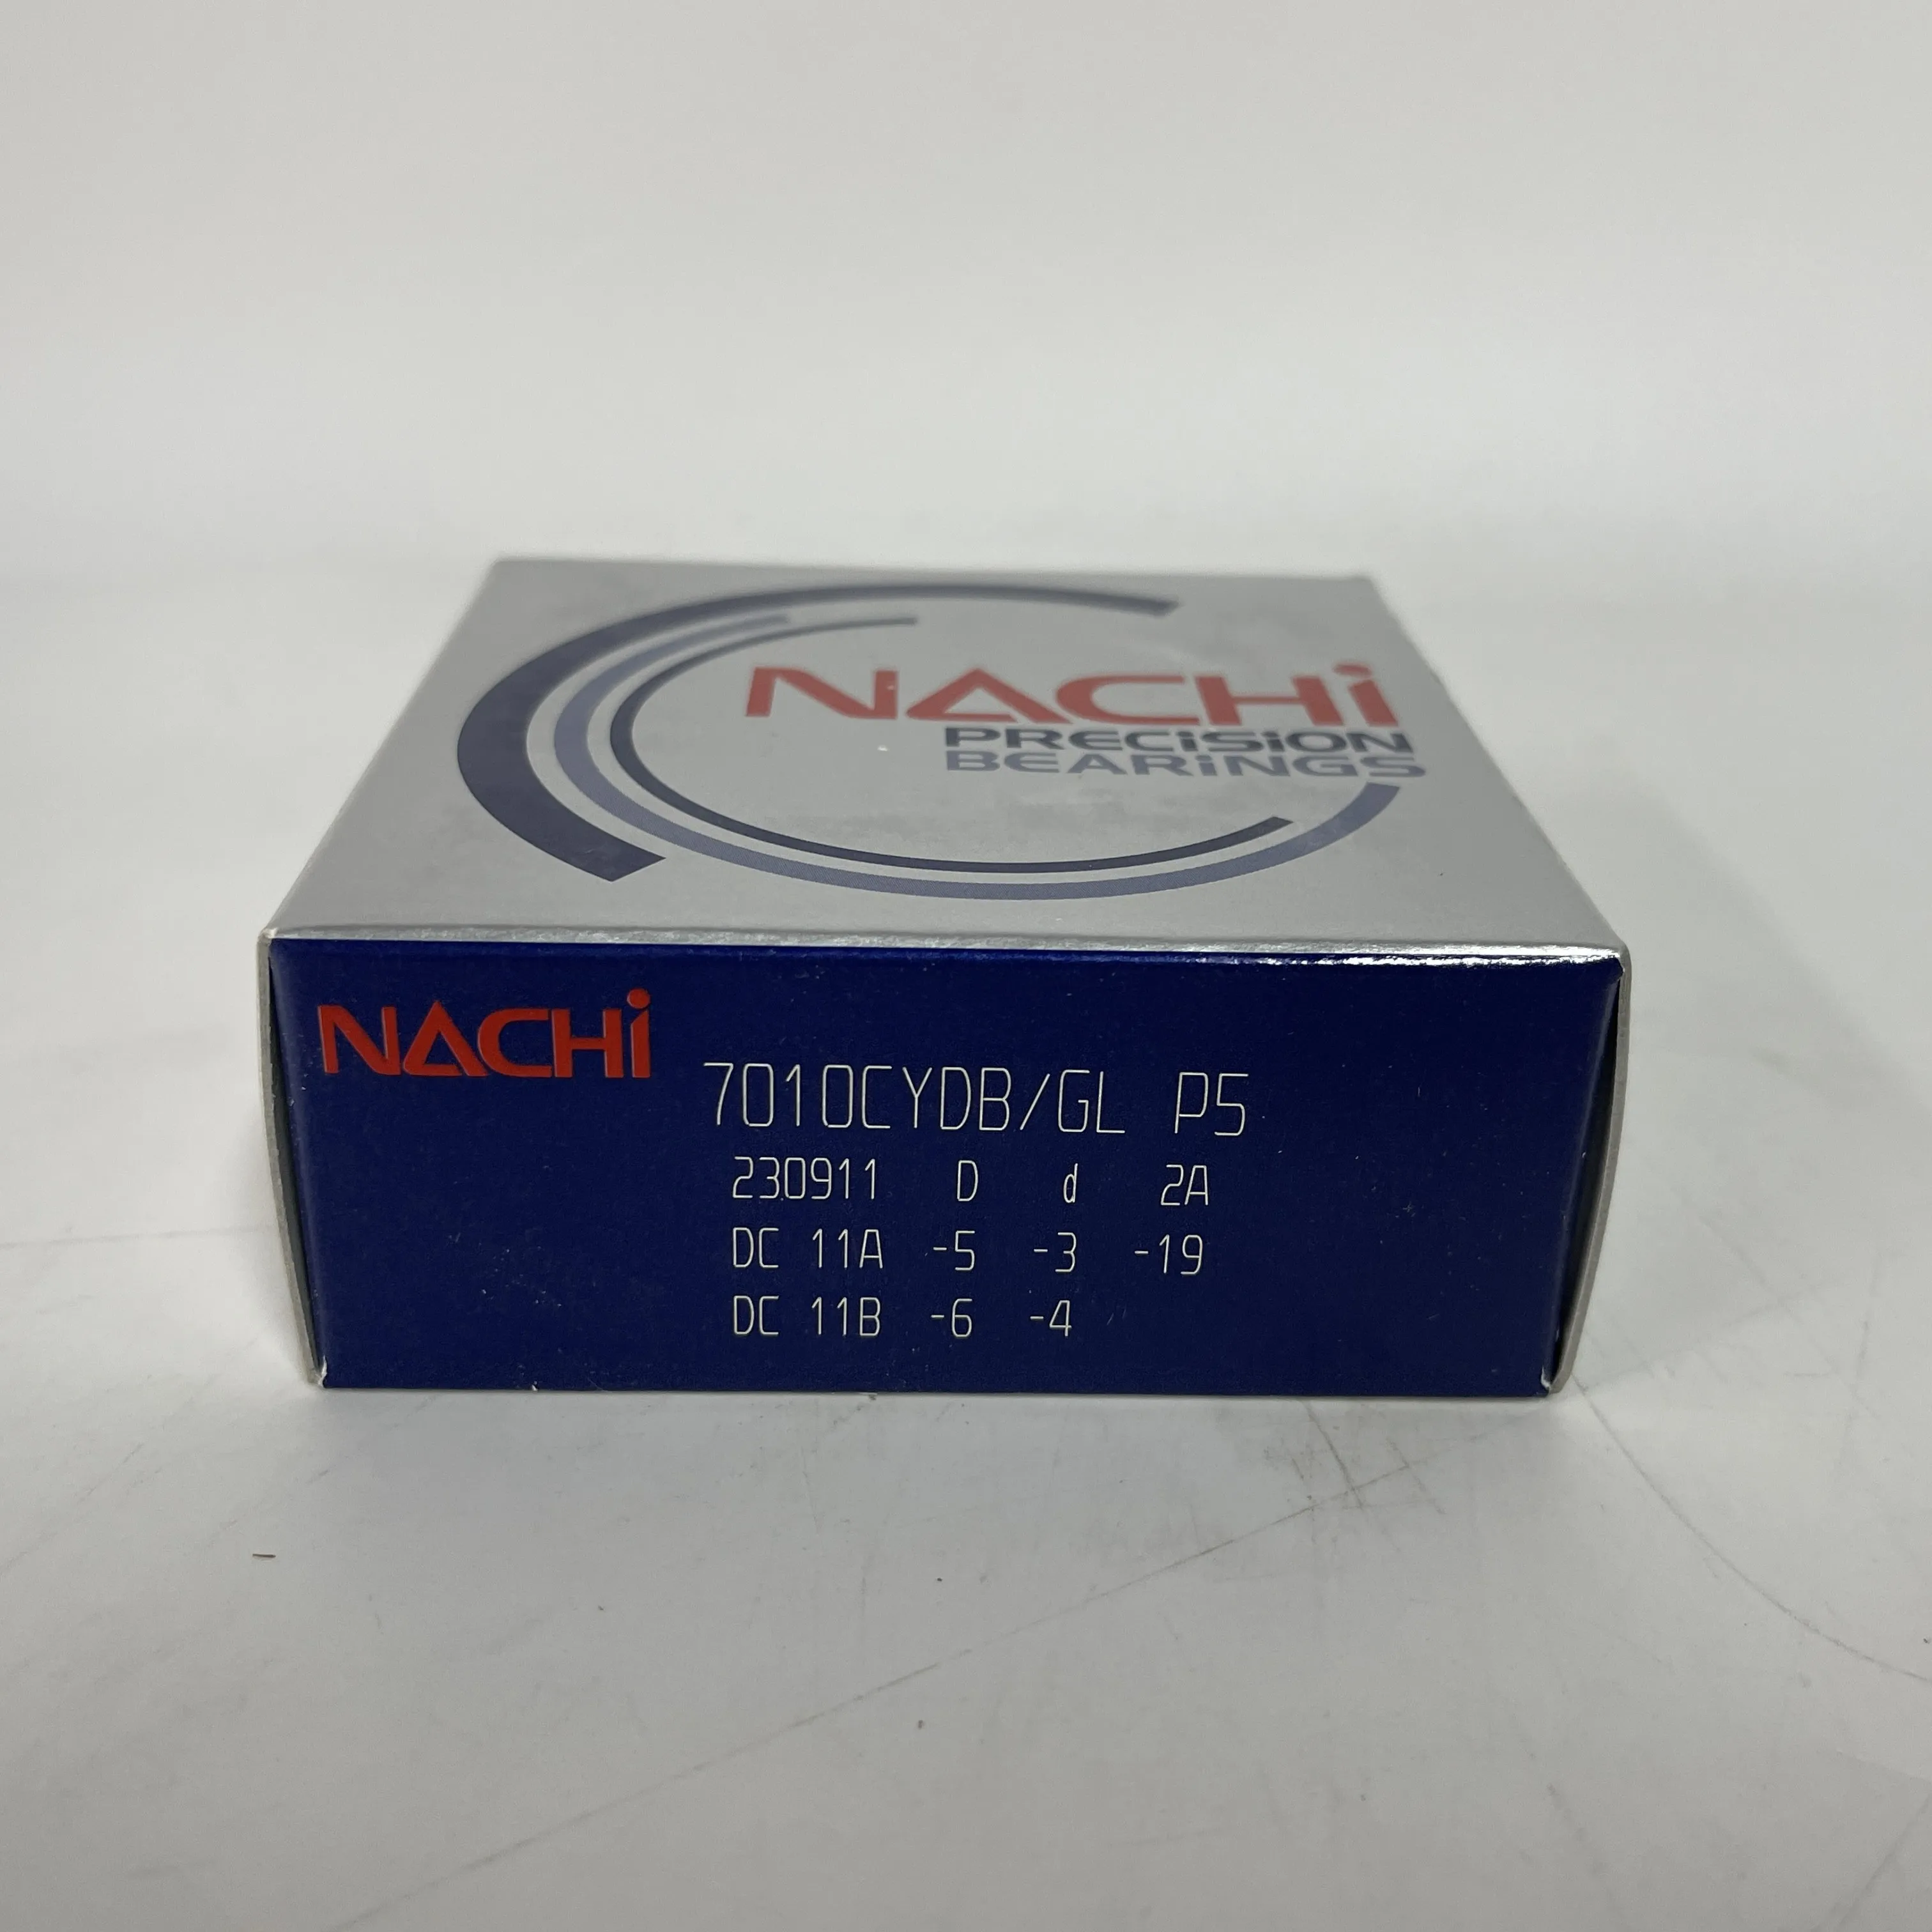 NACHi
PRECiSiON
BEARiNGS
NACHi
7010CYDB/GL P5
230911 D d 2A
DC 11A -5 -3 -19
DC 11B -6 -4